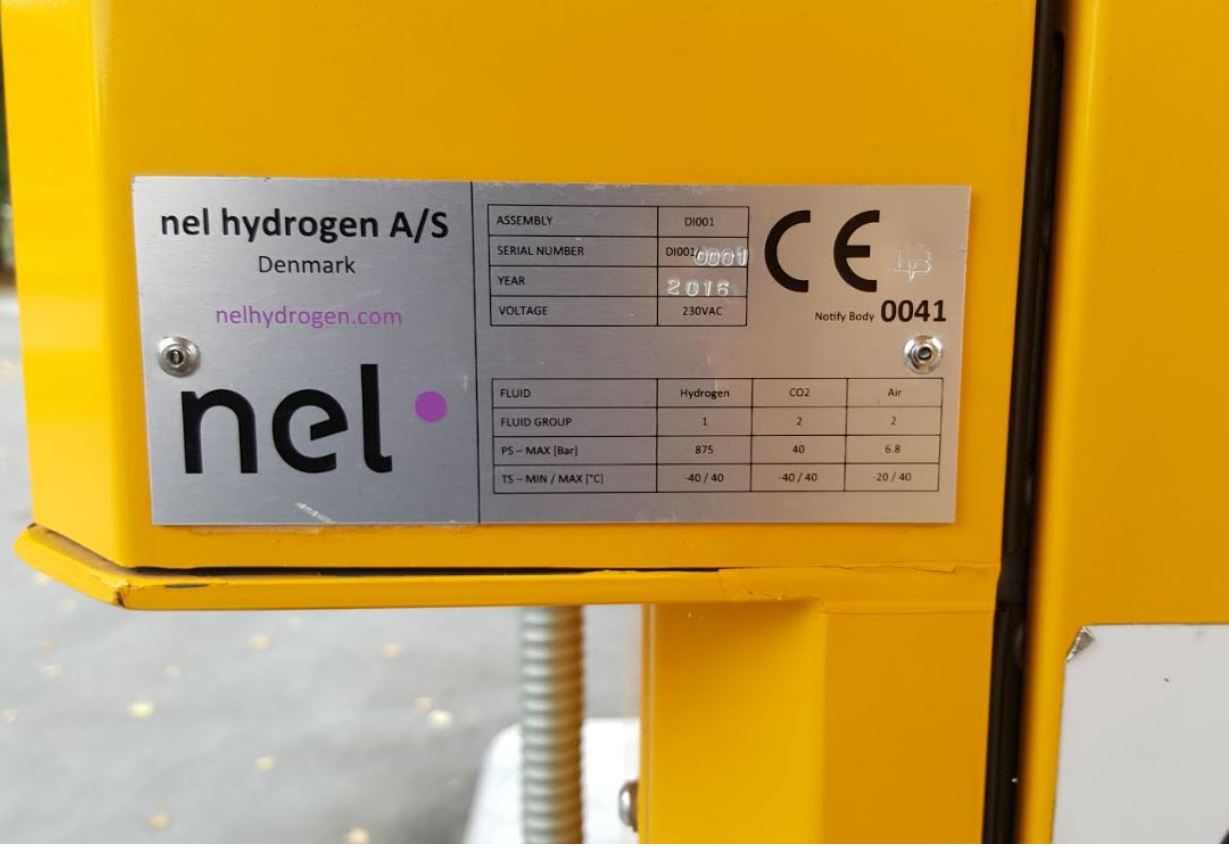 nel hydrogen A/S
Denmark
nelhydrogen.com
nel
ASSEMBLY DI001
SERIAL NUMBER DI001/0001
YEAR 2016
VOLTAGE 230VAC
CE
Notify Body 0041
FLUID Hydrogen CO2 Air
FLUID GROUP 1 2 2
PS – MAX [Bar] 875 40 6.8
TS – MIN / MAX [°C] -40 / 40 -40 / 40 -20 / 40